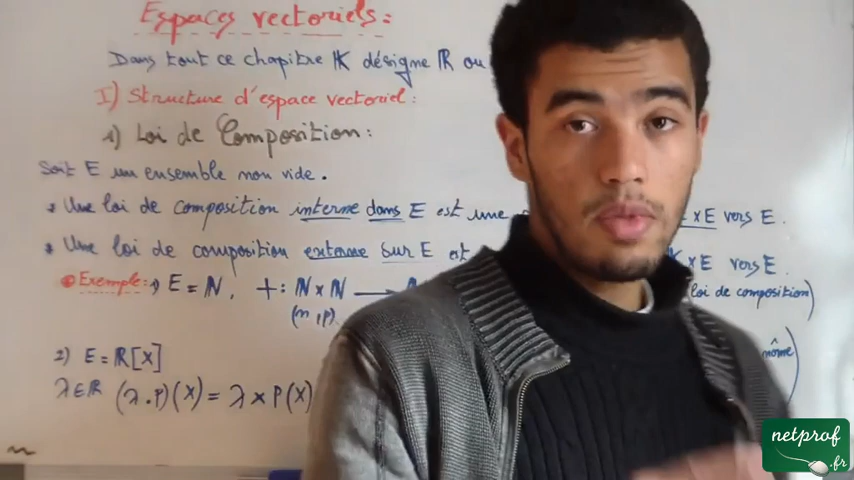 Espaces vectoriels:
Dans tout ce chapitre 𝕂 désigne ℝ ou
I) Structure d'espace vectoriel:
1) Loi de Composition:
Soit E un ensemble non vide.
* Une loi de composition interne dans E est une x E vers E.
* Une loi de composition externe sur E est x E vers E.
Exemple: 1) E = ℕ, +: ℕ x ℕ → loi de composition)
(n, p)
2) E = ℝ[X] nôme)
λ∈ℝ (λ.P)(X) = λ x P(X)
netprof
.fr